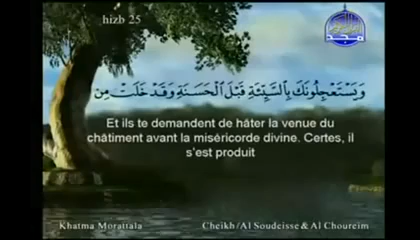 hizb 25
وَيَسْتَعْجِلُونَكَ بِالسَّيِّئَةِ قَبْلَ الْحَسَنَةِ وَقَدْ خَلَتْ مِن
Et ils te demandent de hâter la venue du
châtiment avant la miséricorde divine. Certes, il
s'est produit
Khatma Morattala
Cheikh/Al Soudeisse & Al Choureim